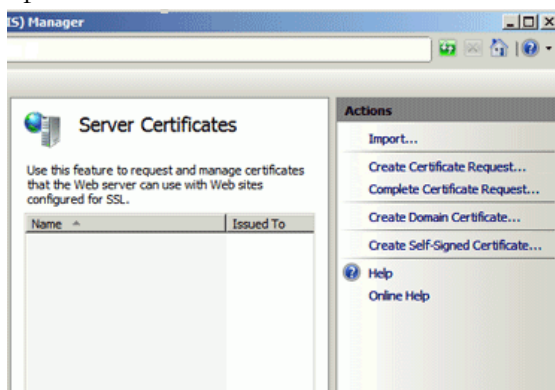 IS) Manager
Server Certificates
Use this feature to request and manage certificates
that the Web server can use with Web sites
configured for SSL.
Name
Issued To
Actions
Import...
Create Certificate Request...
Complete Certificate Request...
Create Domain Certificate...
Create Self-Signed Certificate...
Help
Online Help